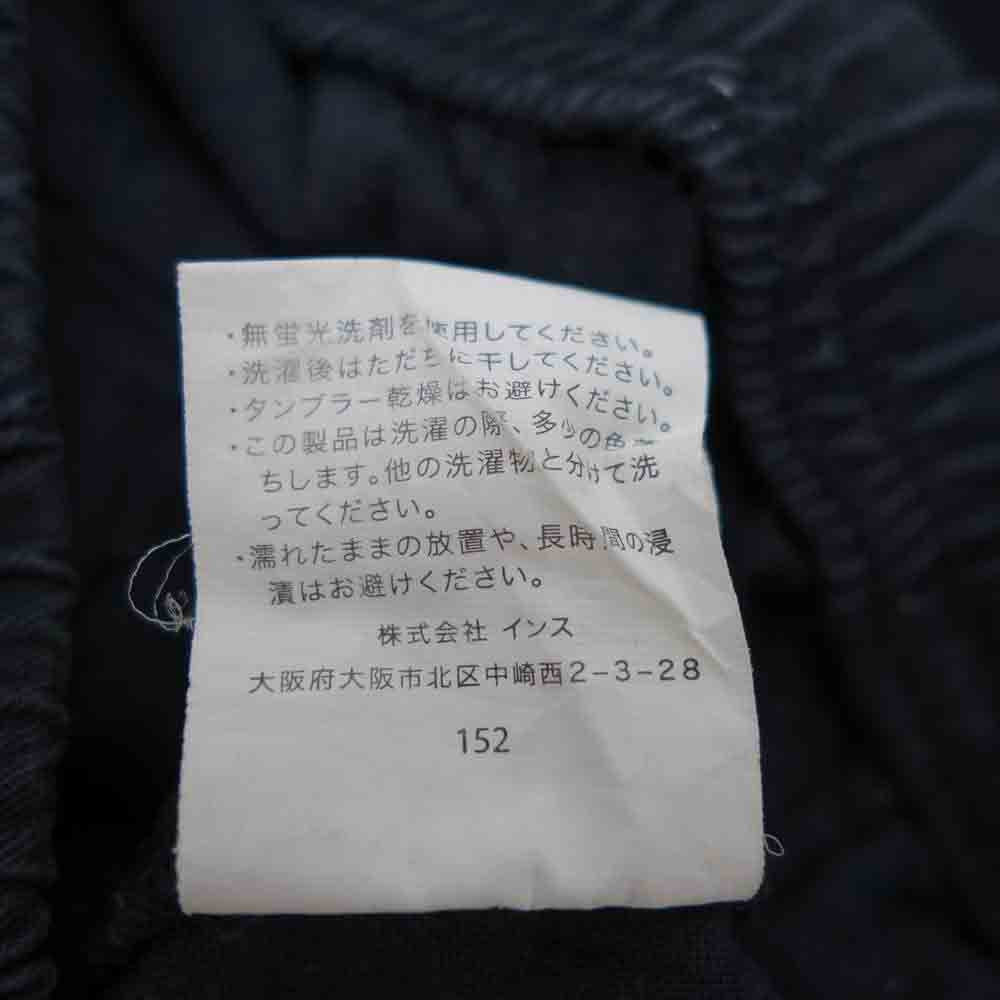 ・無蛍光洗剤を使用してください。
・洗濯後はただちに干してください。
・タンブラー乾燥はお避けください。
・この製品は洗濯の際、多少の色落
ちします。他の洗濯物と分けて洗
ってください。
・濡れたままの放置や、長時間の浸
漬はお避けください。
株式会社 インス
大阪府大阪市北区中崎西2-3-28
152